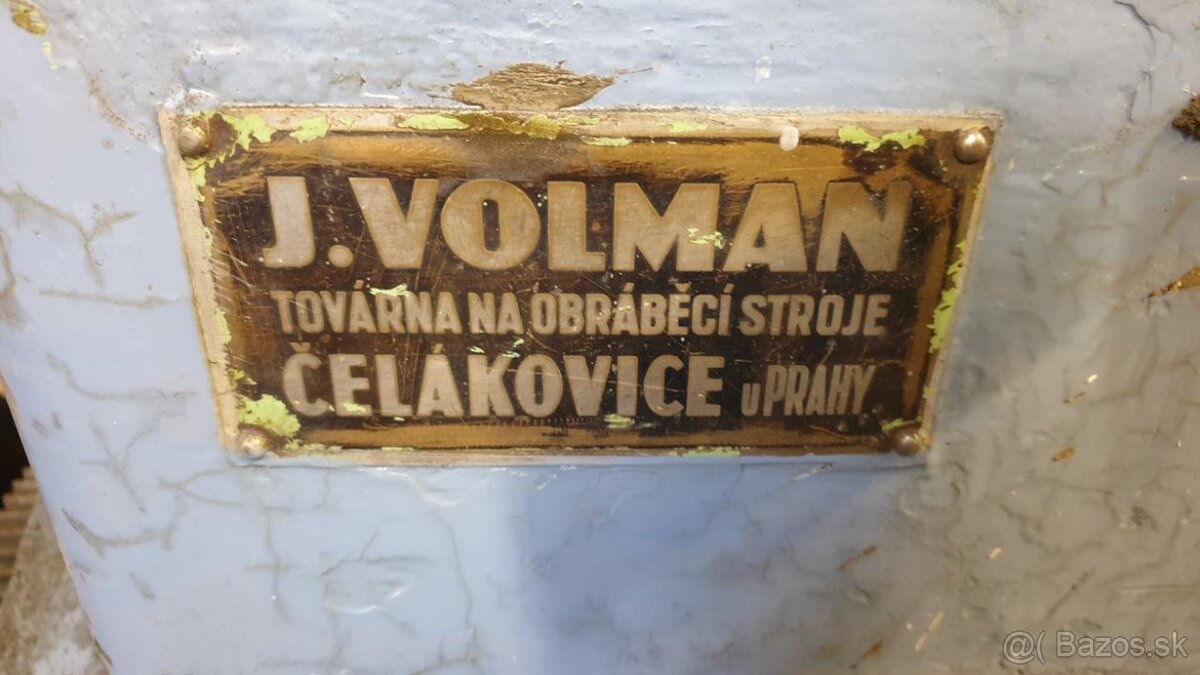 J. VOLMAN
TOVÁRNA NA OBRÁBĚCÍ STROJE
ČELÁKOVICE u PRAHY
@( Bazos.sk